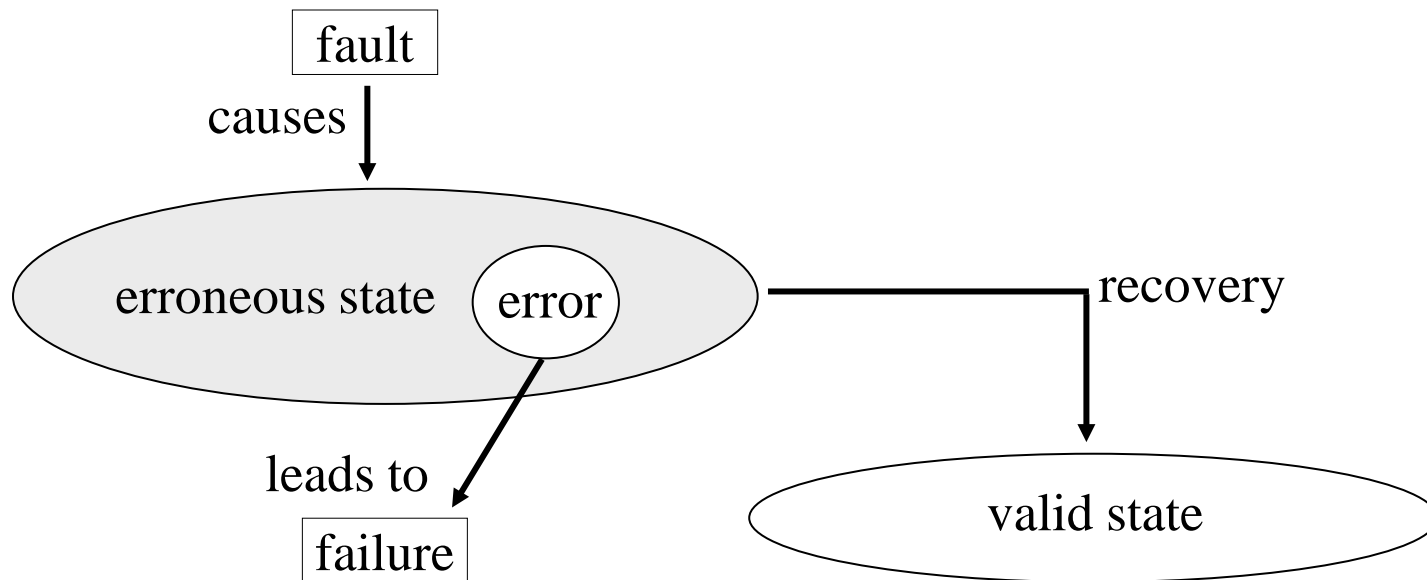 fault
causes
erroneous state
error
recovery
leads to
valid state
failure